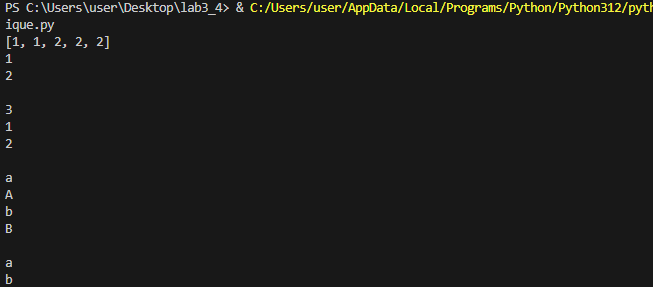 PS C:\Users\user\Desktop\lab3_4> & C:/Users/user/AppData/Local/Programs/Python/Python312/pyth
ique.py
[1, 1, 2, 2, 2]
1
2
3
1
2
a
A
b
B
a
b